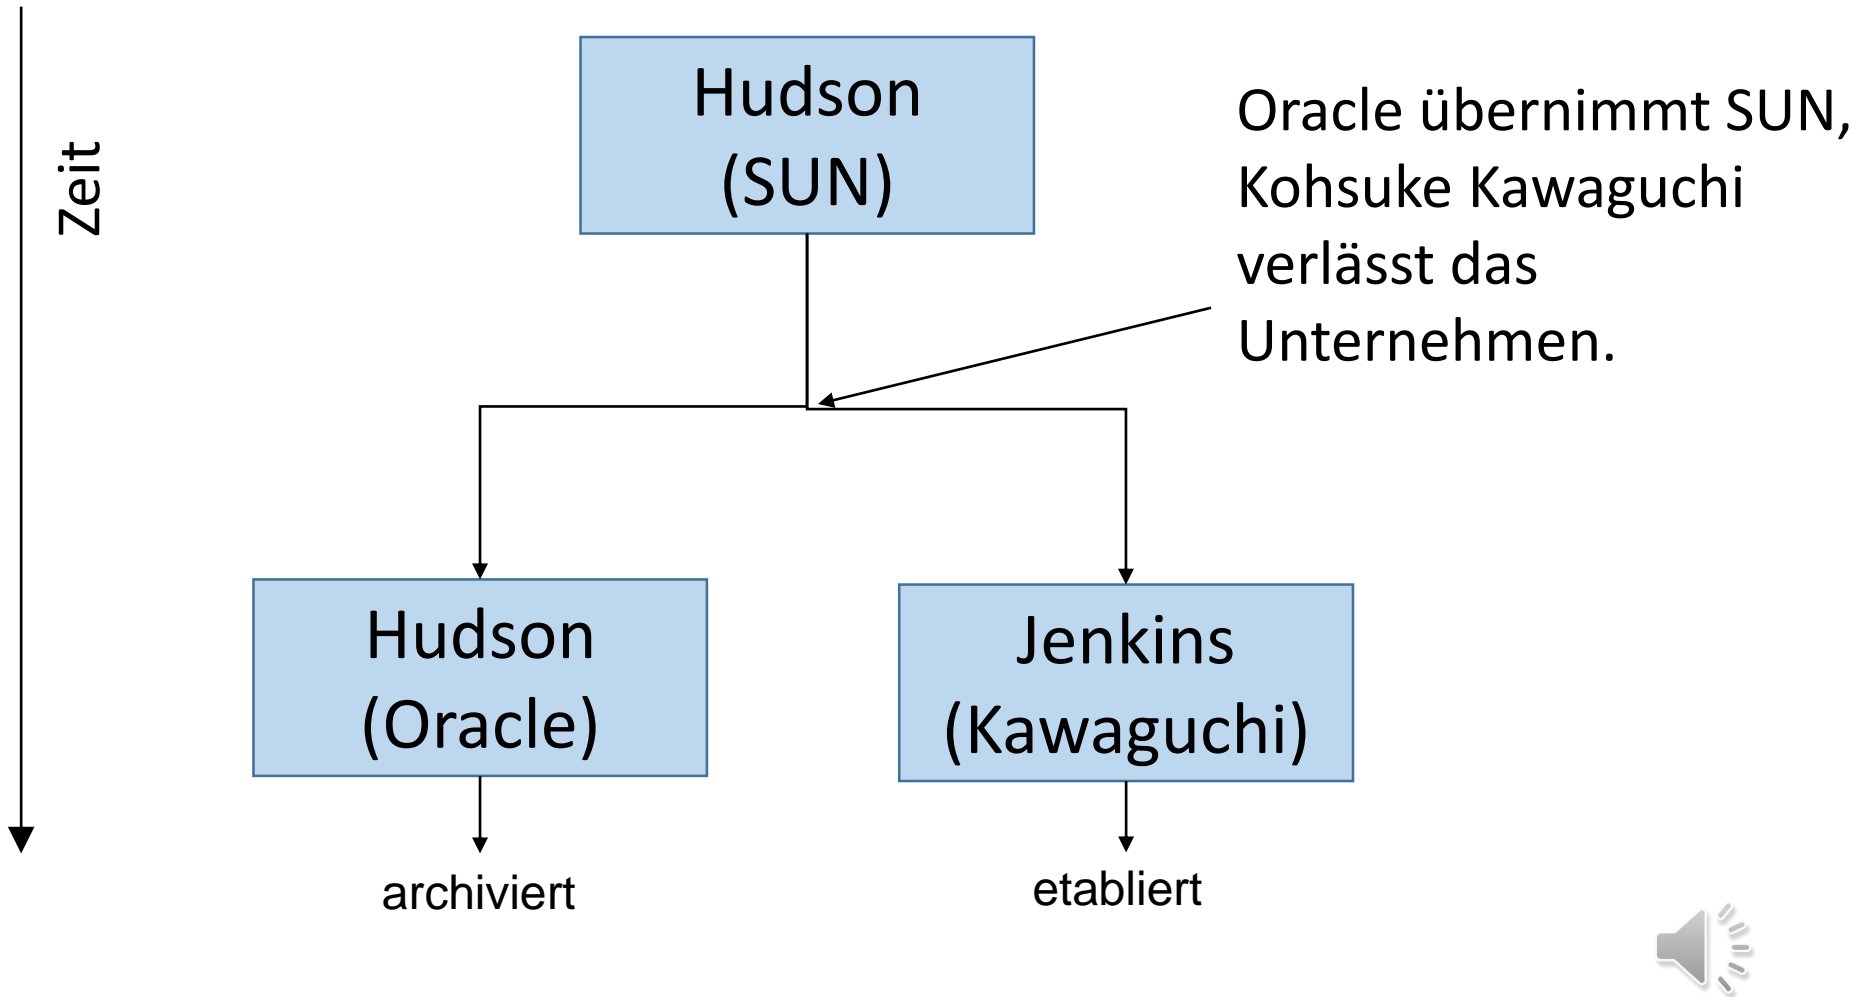 Zeit
Hudson
(SUN)
Oracle übernimmt SUN,
Kohsuke Kawaguchi
verlässt das
Unternehmen.
Hudson
(Oracle)
Jenkins
(Kawaguchi)
archiviert
etabliert